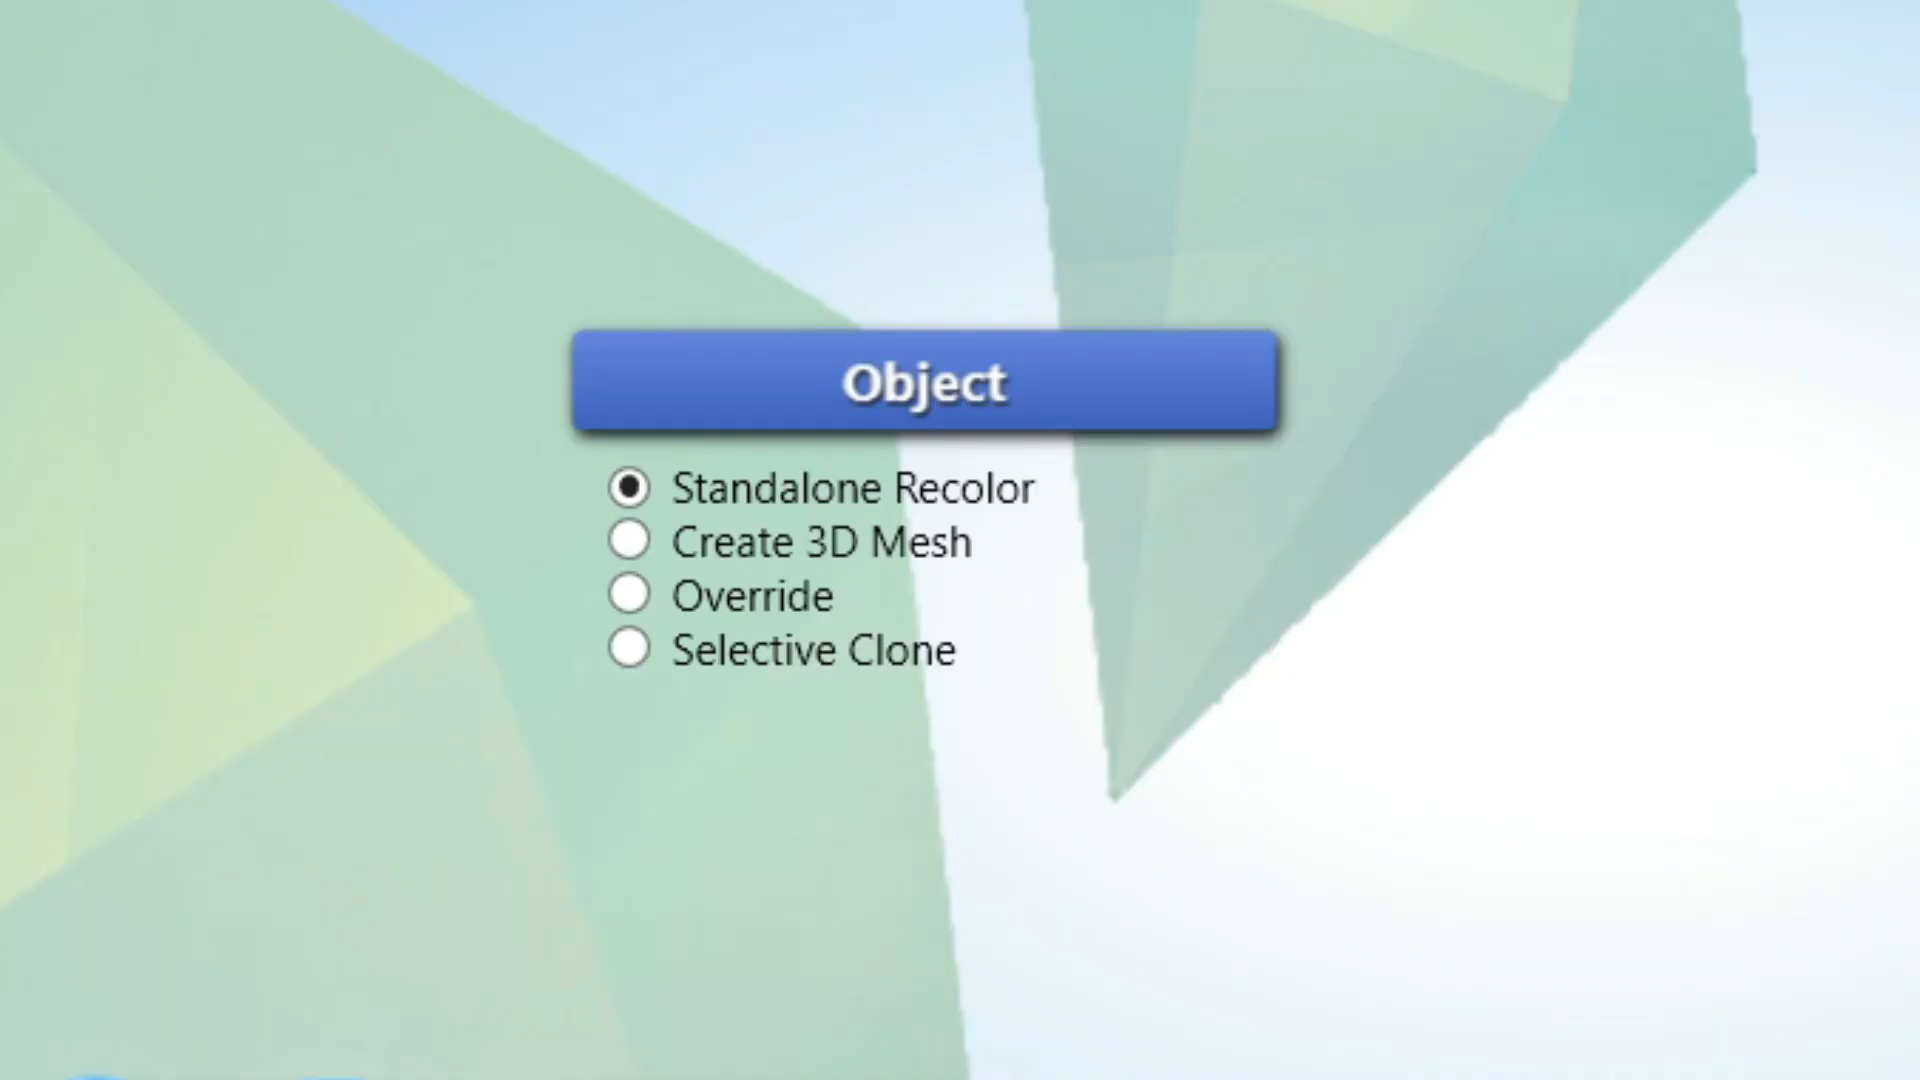 Object
Standalone Recolor
Create 3D Mesh
Override
Selective Clone